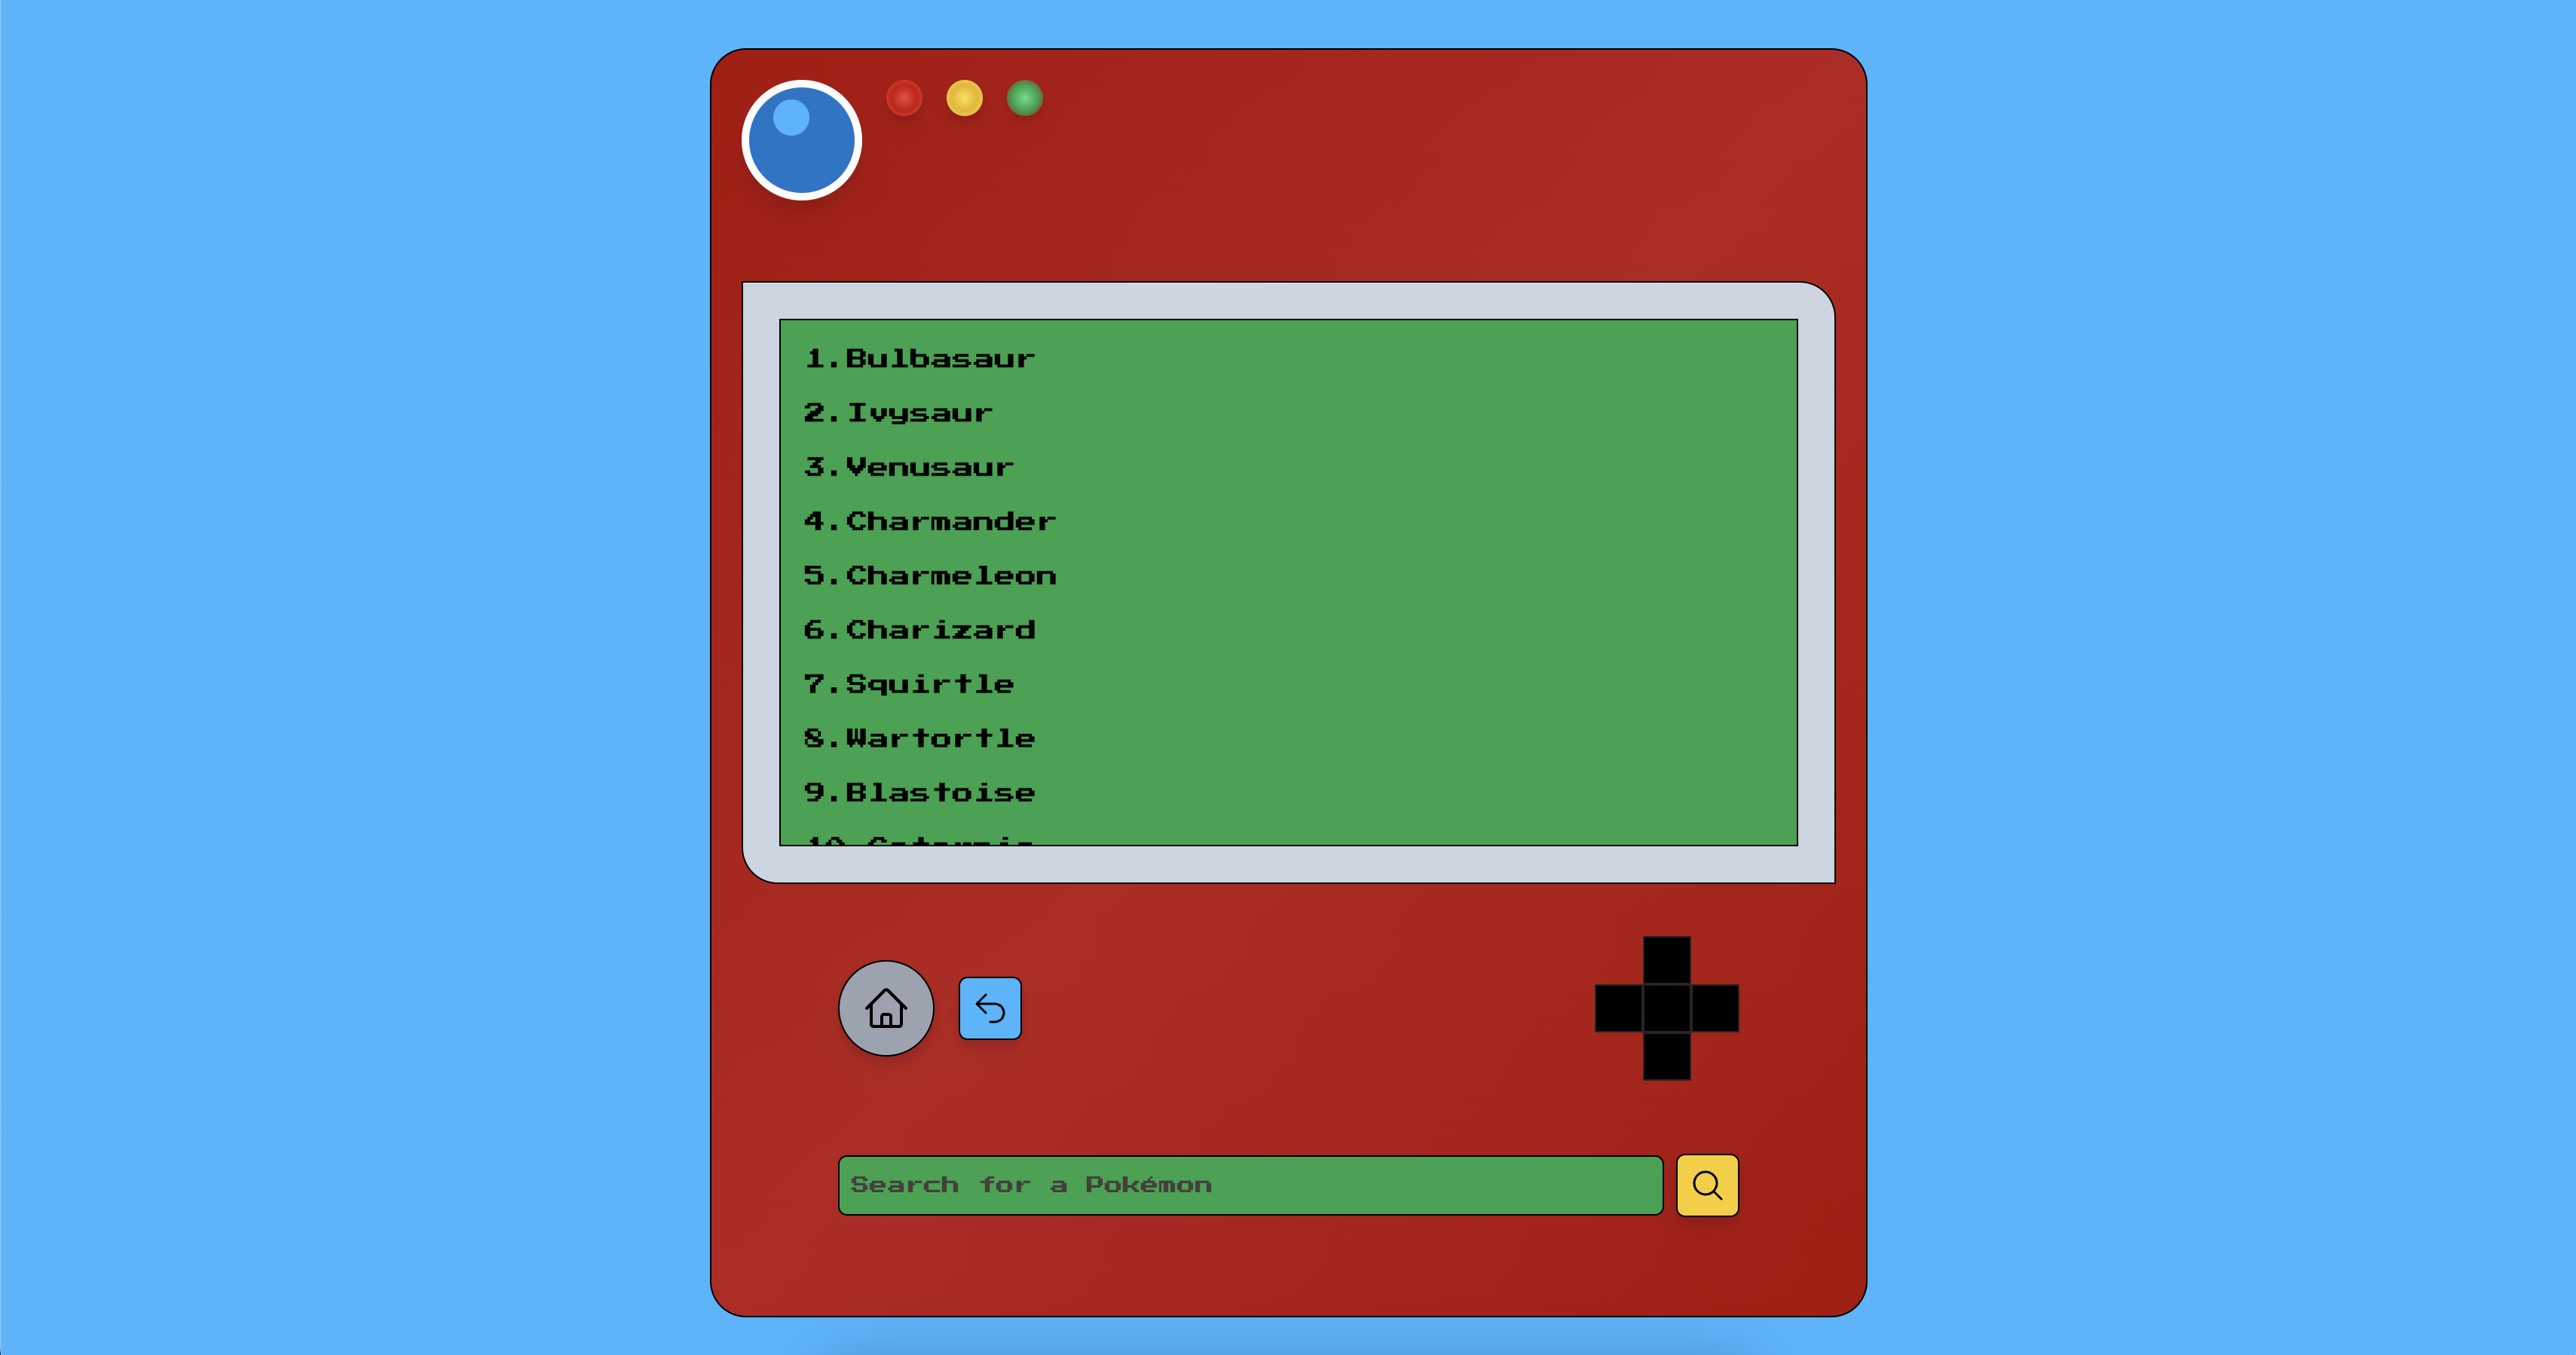 1.Bulbasaur
2.Ivysaur
3.Venusaur
4.Charmander
5.Charmeleon
6.Charizard
7.Squirtle
8.Wartortle
9.Blastoise
Search for a Pokémon